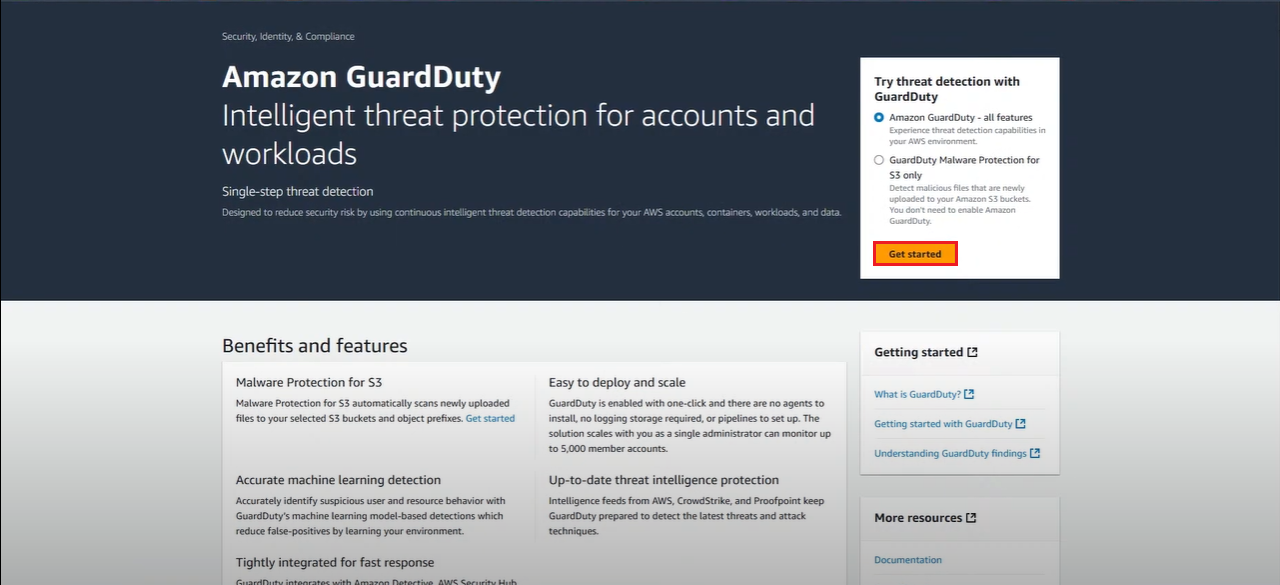 Security, Identity, & Compliance
Amazon GuardDuty
Intelligent threat protection for accounts and
workloads
Single-step threat detection
Designed to reduce security risk by using continuous intelligent threat detection capabilities for your AWS accounts, containers, workloads, and data.
Try threat detection with
GuardDuty
Amazon GuardDuty - all features
Experience threat detection capabilities in
your AWS environment.
GuardDuty Malware Protection for
S3 only
Detect malicious files that are newly
uploaded to your Amazon S3 buckets.
You don't need to enable Amazon
GuardDuty.
Get started
Benefits and features
Malware Protection for S3
Malware Protection for S3 automatically scans newly uploaded
files to your selected S3 buckets and object prefixes. Get started
Easy to deploy and scale
GuardDuty is enabled with one-click and there are no agents to
install, no logging storage required, or pipelines to set up. The
solution scales with you as a single administrator can monitor up
to 5,000 member accounts.
Accurate machine learning detection
Accurately identify suspicious user and resource behavior with
GuardDuty's machine learning model-based detections which
reduce false-positives by learning your environment.
Up-to-date threat intelligence protection
Intelligence feeds from AWS, CrowdStrike, and Proofpoint keep
GuardDuty prepared to detect the latest threats and attack
techniques.
Tightly integrated for fast response
GuardDuty integrates with Amazon Detective, AWS Security Hub,
Getting started
What is GuardDuty?
Getting started with GuardDuty
Understanding GuardDuty findings
More resources
Documentation